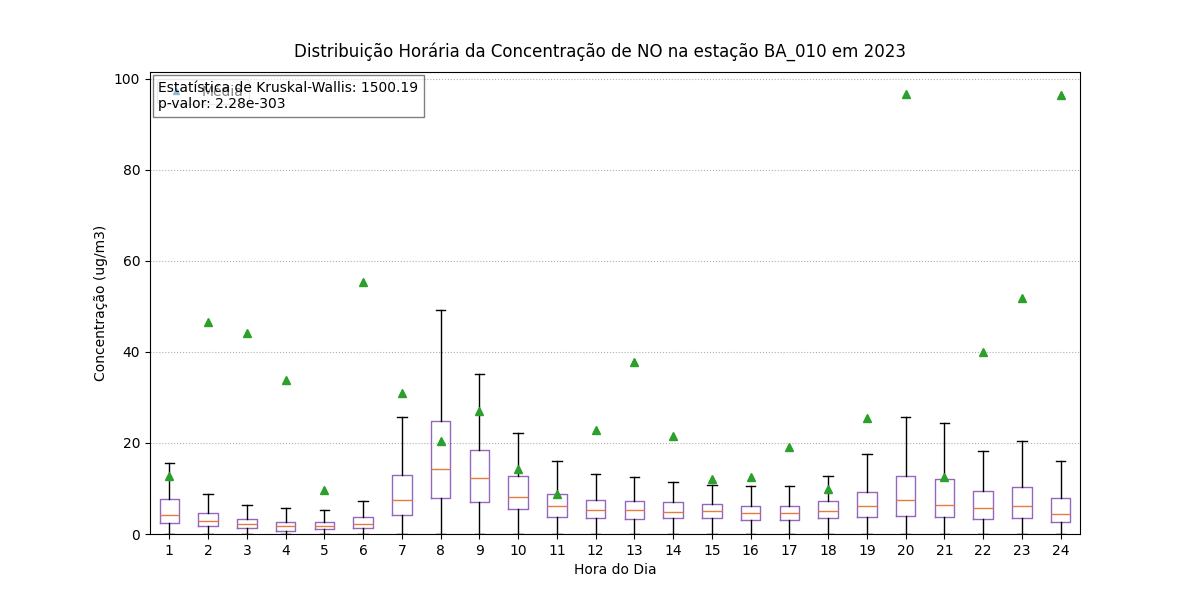 Distribuição Horária da Concentração de NO na estação BA_010 em 2023
Estatística de Kruskal-Wallis: 1500.19
Média
p-valor: 2.28e-303
Concentração (ug/m3)
100
80
60
40
20
0
1 2 3 4 5 6 7 8 9 10 11 12 13 14 15 16 17 18 19 20 21 22 23 24
Hora do Dia